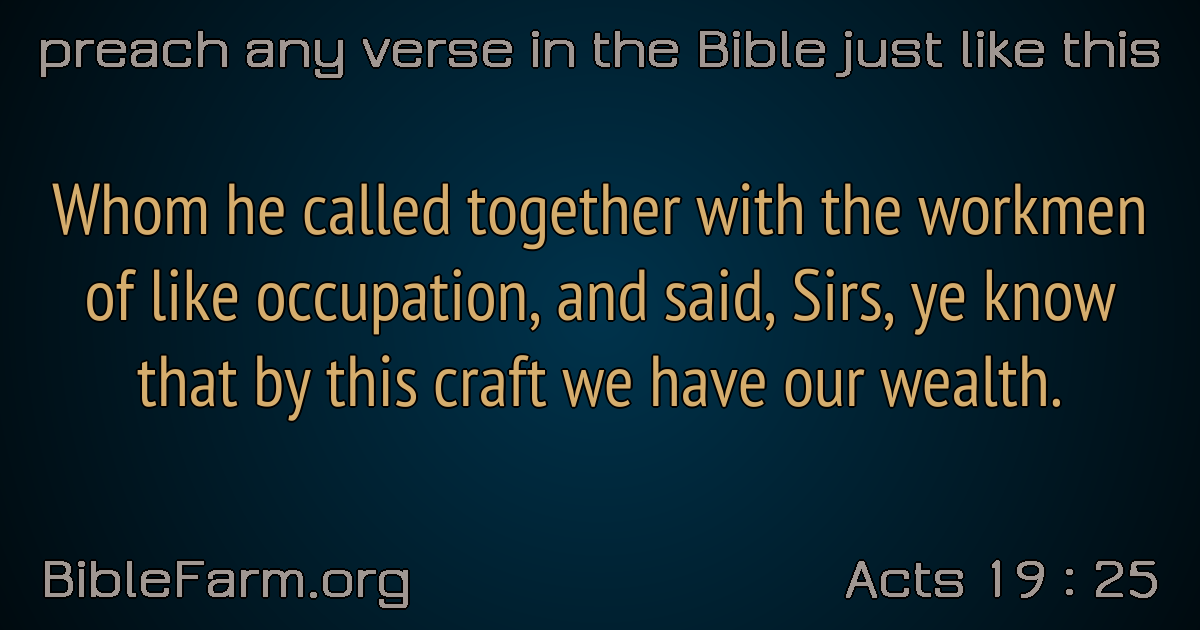 preach any verse in the Bible just like this
Whom he called together with the workmen
of like occupation, and said, Sirs, ye know
that by this craft we have our wealth.
BibleFarm.org
Acts 19 : 25